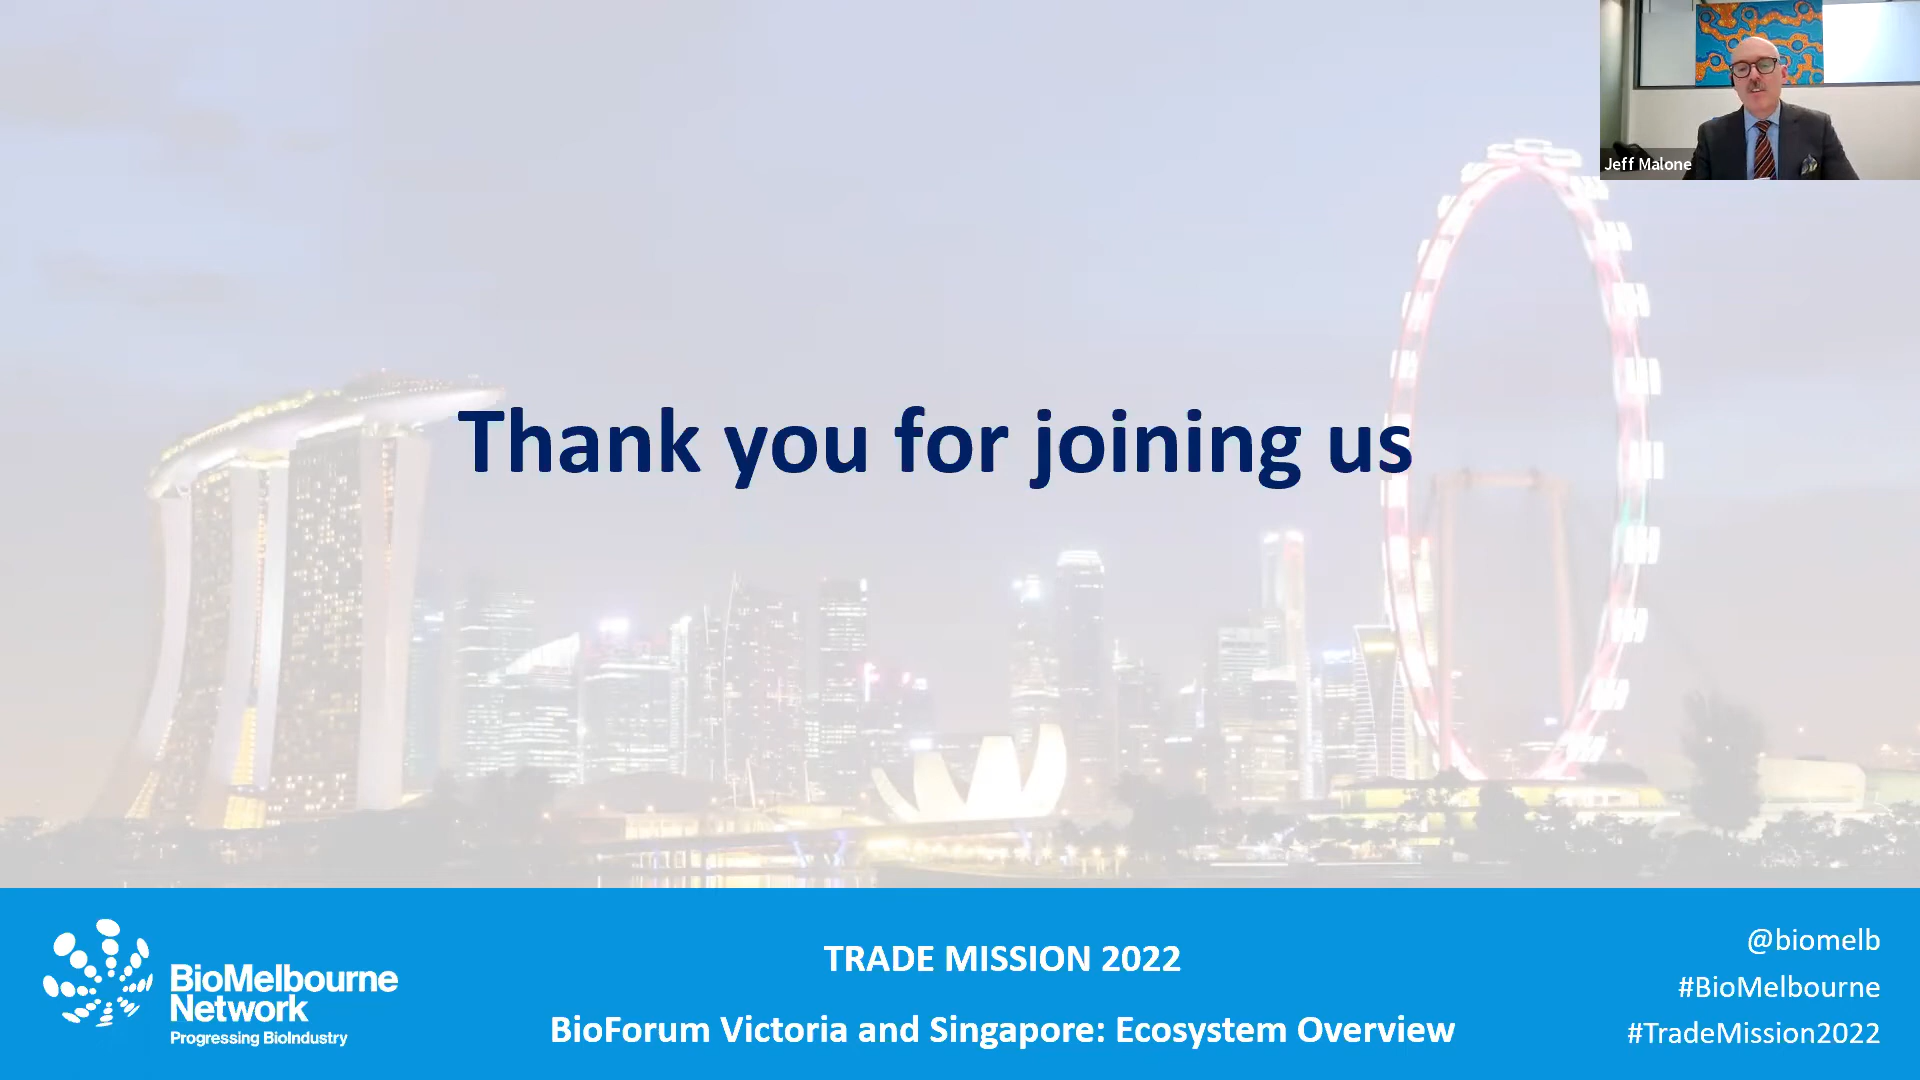 Jeff Malone
Thank you for joining us
BioMelbourne
Network
Progressing BioIndustry
TRADE MISSION 2022
BioForum Victoria and Singapore: Ecosystem Overview
@biomelb
#BioMelbourne
#TradeMission2022